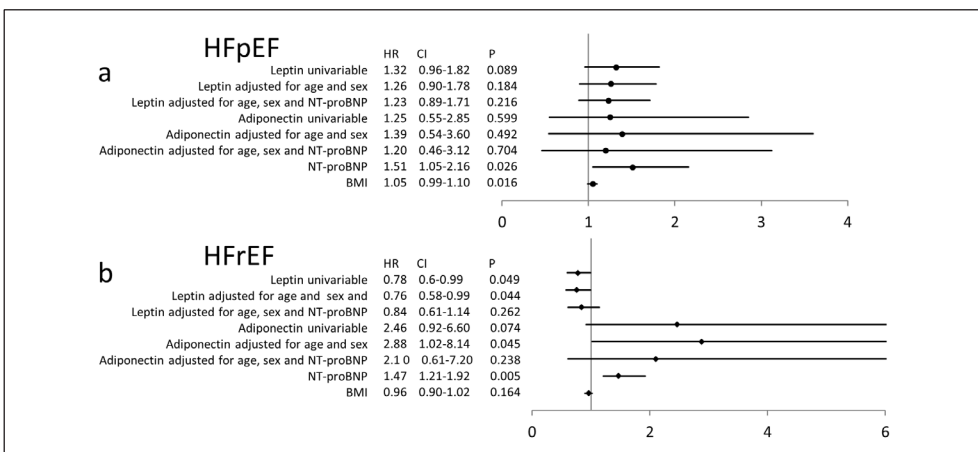 HFpEF
a
HR CI P
Leptin univariable 1.32 0.96-1.82 0.089
Leptin adjusted for age and sex 1.26 0.90-1.78 0.184
Leptin adjusted for age, sex and NT-proBNP 1.23 0.89-1.71 0.216
Adiponectin univariable 1.25 0.55-2.85 0.599
Adiponectin adjusted for age and sex 1.39 0.54-3.60 0.492
Adiponectin adjusted for age, sex and NT-proBNP 1.20 0.46-3.12 0.704
NT-proBNP 1.51 1.05-2.16 0.026
BMI 1.05 0.99-1.10 0.016
0 1 2 3 4
HFrEF
b
HR CI P
Leptin univariable 0.78 0.6-0.99 0.049
Leptin adjusted for age and sex and 0.76 0.58-0.99 0.044
Leptin adjusted for age, sex and NT-proBNP 0.84 0.61-1.14 0.262
Adiponectin univariable 2.46 0.92-6.60 0.074
Adiponectin adjusted for age and sex 2.88 1.02-8.14 0.045
Adiponectin adjusted for age, sex and NT-proBNP 2.1 0 0.61-7.20 0.238
NT-proBNP 1.47 1.21-1.92 0.005
BMI 0.96 0.90-1.02 0.164
0 2 4 6